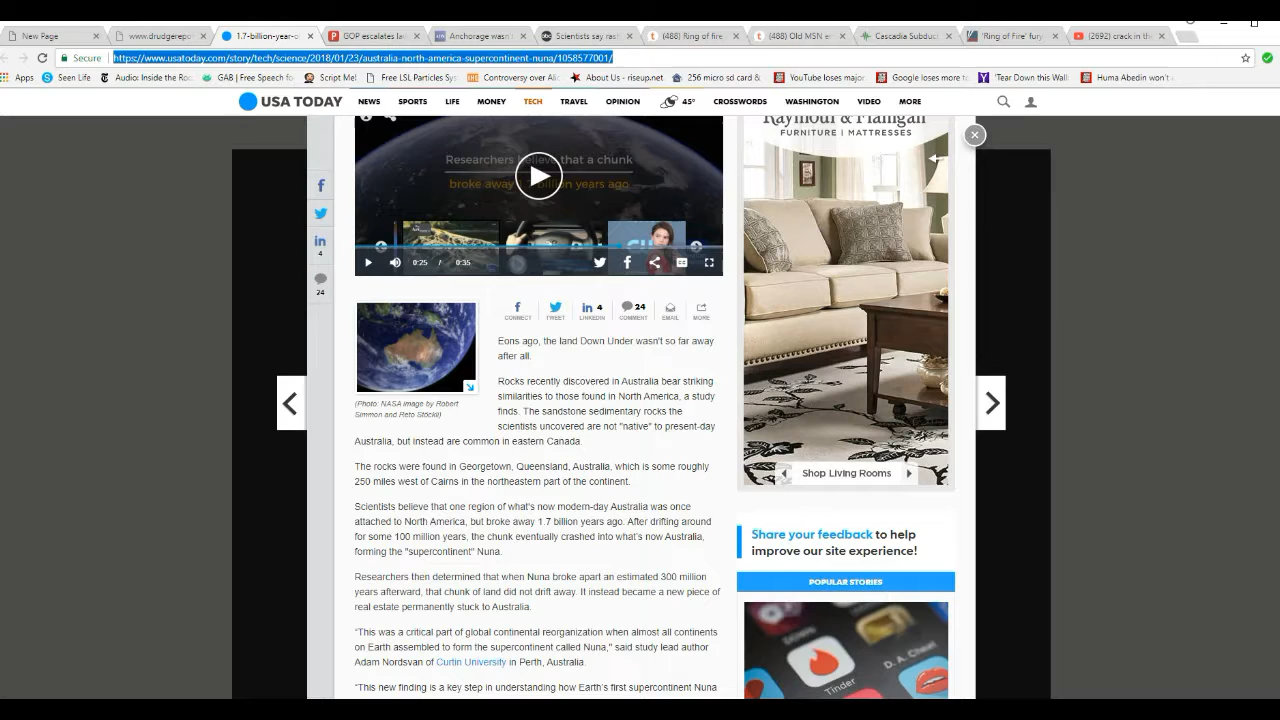 New Page
www.drudgerepo
1.7-billion-year-o
GOP escalates la
Anchorage wasn'
Scientists say rast
(488) Ring of fire
(488) Old MSN er
Cascadia Subduct
'Ring of Fire' fury
(2692) crack in th
Secure
https://www.usatoday.com/story/tech/science/2018/01/23/australia-north-america-supercontinent-nuna/1058577001/
Apps
Seen Life
Audio: Inside the Ro
GAB | Free Speech fo
Script Me!
Free LSL Particles Sys
Controversy over Ali
About Us - riseup.net
256 micro sd card &
YouTube loses major
Google loses more to
'Tear Down this Wall
Huma Abedin won't
USA TODAY
NEWS
SPORTS
LIFE
MONEY
TECH
TRAVEL
OPINION
45°
CROSSWORDS
WASHINGTON
VIDEO
MORE
Raymour & Flanigan
FURNITURE | MATTRESSES
Researchers believe that a chunk
broke away 1.7 billion years ago
0:25 / 0:35
4
24
CONNECT
TWEET
4
LINKEDIN
24
COMMENT
EMAIL
MORE
(Photo: NASA image by Robert
Simmon and Reto Stöckli)
Eons ago, the land Down Under wasn't so far away
after all.
Rocks recently discovered in Australia bear striking
similarities to those found in North America, a study
finds. The sandstone sedimentary rocks the
scientists uncovered are not "native" to present-day
Australia, but instead are common in eastern Canada.
The rocks were found in Georgetown, Queensland, Australia, which is some roughly
250 miles west of Cairns in the northeastern part of the continent.
Scientists believe that one region of what's now modern-day Australia was once
attached to North America, but broke away 1.7 billion years ago. After drifting around
for some 100 million years, the chunk eventually crashed into what's now Australia,
forming the "supercontinent" Nuna.
Researchers then determined that when Nuna broke apart an estimated 300 million
years afterward, that chunk of land did not drift away. It instead became a new piece of
real estate permanently stuck to Australia.
"This was a critical part of global continental reorganization when almost all continents
on Earth assembled to form the supercontinent called Nuna," said study lead author
Adam Nordsvan of Curtin University in Perth, Australia.
"This new finding is a key step in understanding how Earth's first supercontinent Nuna
Shop Living Rooms
Share your feedback to help
improve our site experience!
POPULAR STORIES
Tinder